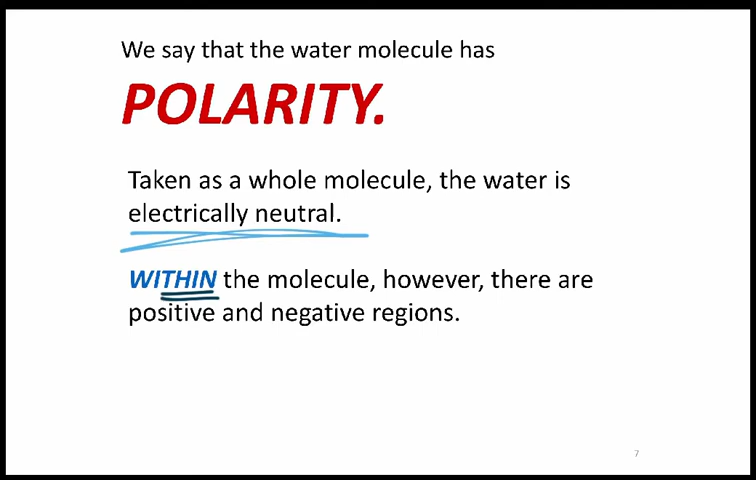 We say that the water molecule has
POLARITY.
Taken as a whole molecule, the water is
electrically neutral.
WITHIN the molecule, however, there are
positive and negative regions.
7